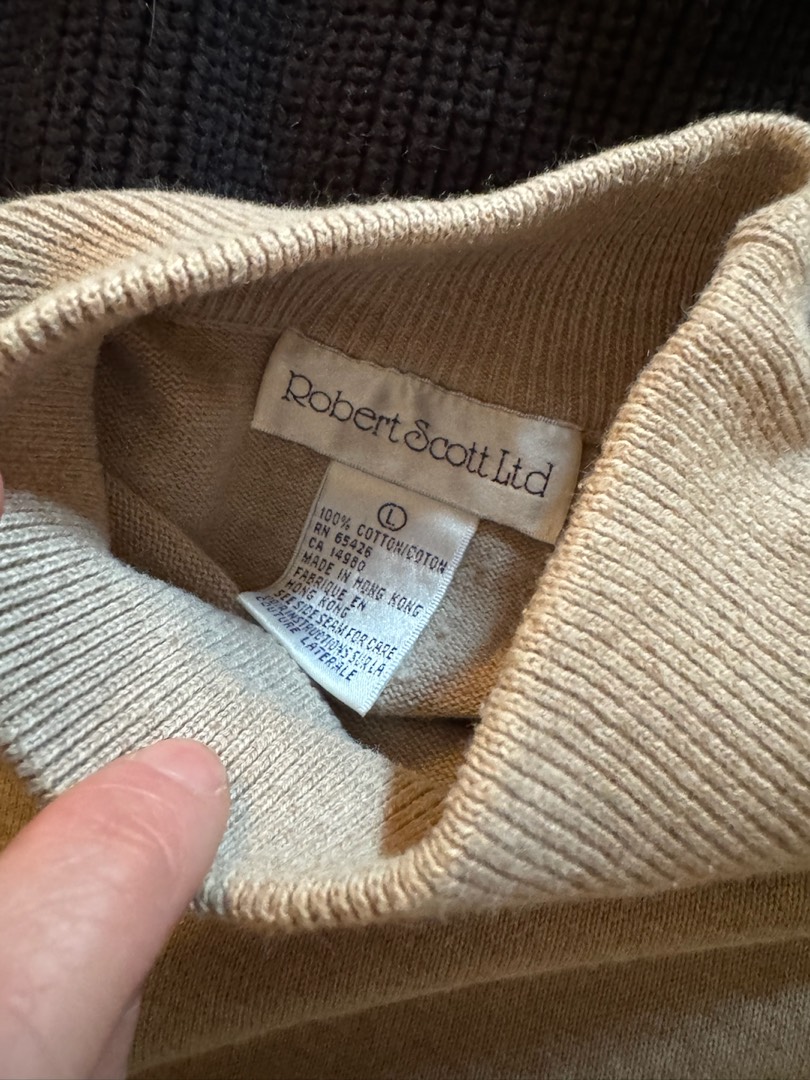 Robert Scott Ltd
L
100% COTTON/COTON
RN 65426
CA 14980
MADE IN HONG KONG
FABRIQUE EN
HONG KONG
SEE SIDE SEAM FOR CARE
INSTRUCTIONS SUR LA
COUTURE LATERALE